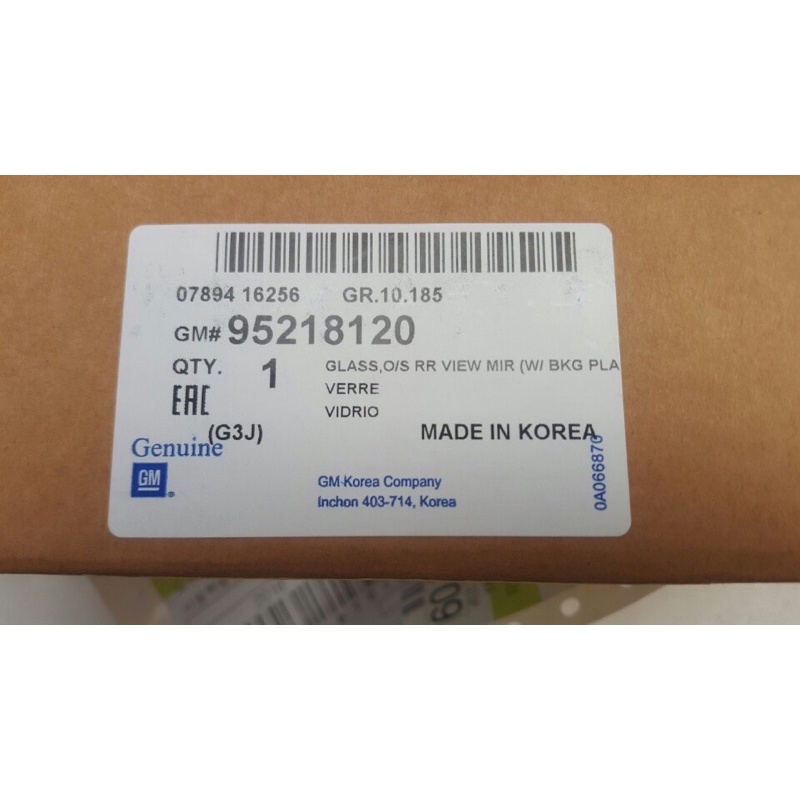 07894 16256 GR.10.185
GM# 95218120
QTY. 1 GLASS,O/S RR VIEW MIR (W/ BKG PLA
VERRE
EAC
VIDRIO
(G3J) MADE IN KOREA
Genuine
GM
GM Korea Company
Inchon 403-714, Korea
0A066870